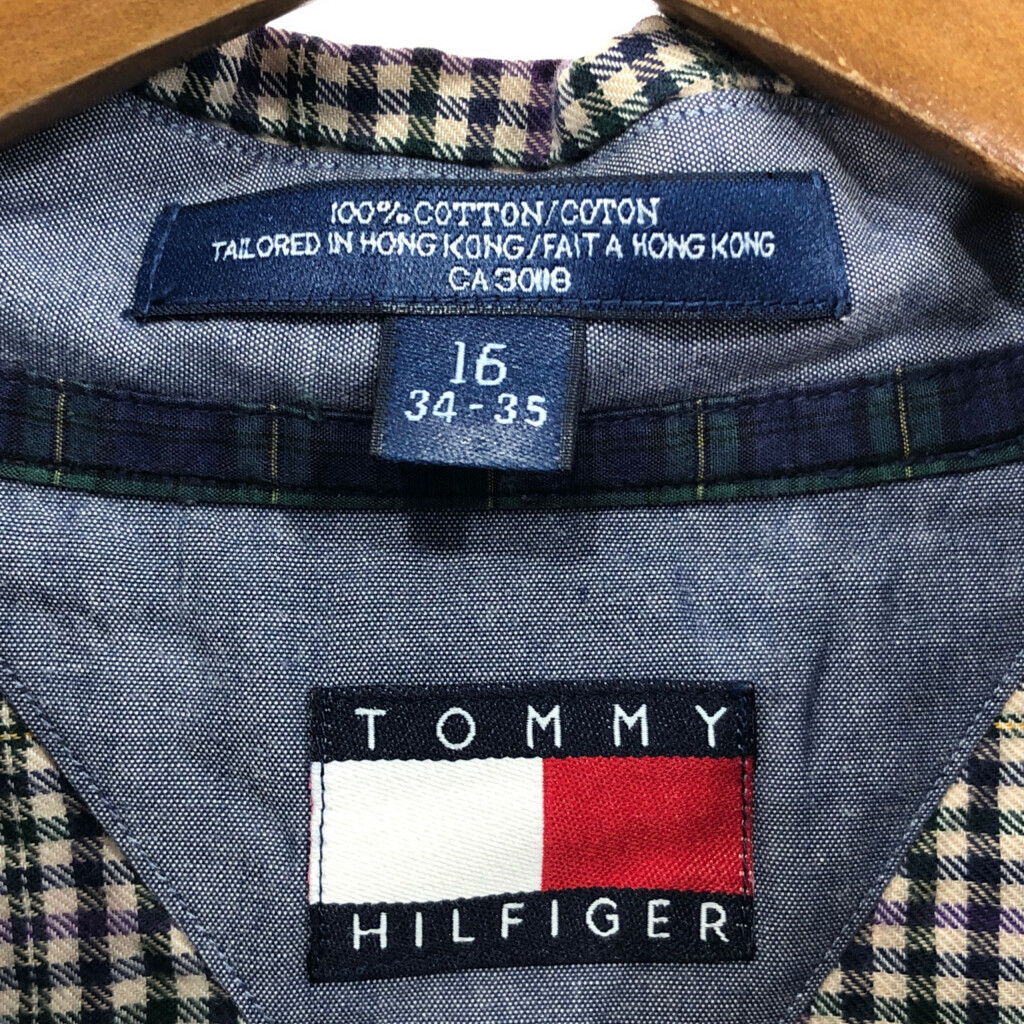 100% COTTON/COTON
TAILORED IN HONG KONG/FAIT A HONG KONG
CA 30118
16
34-35
TOMMY
HILFIGER